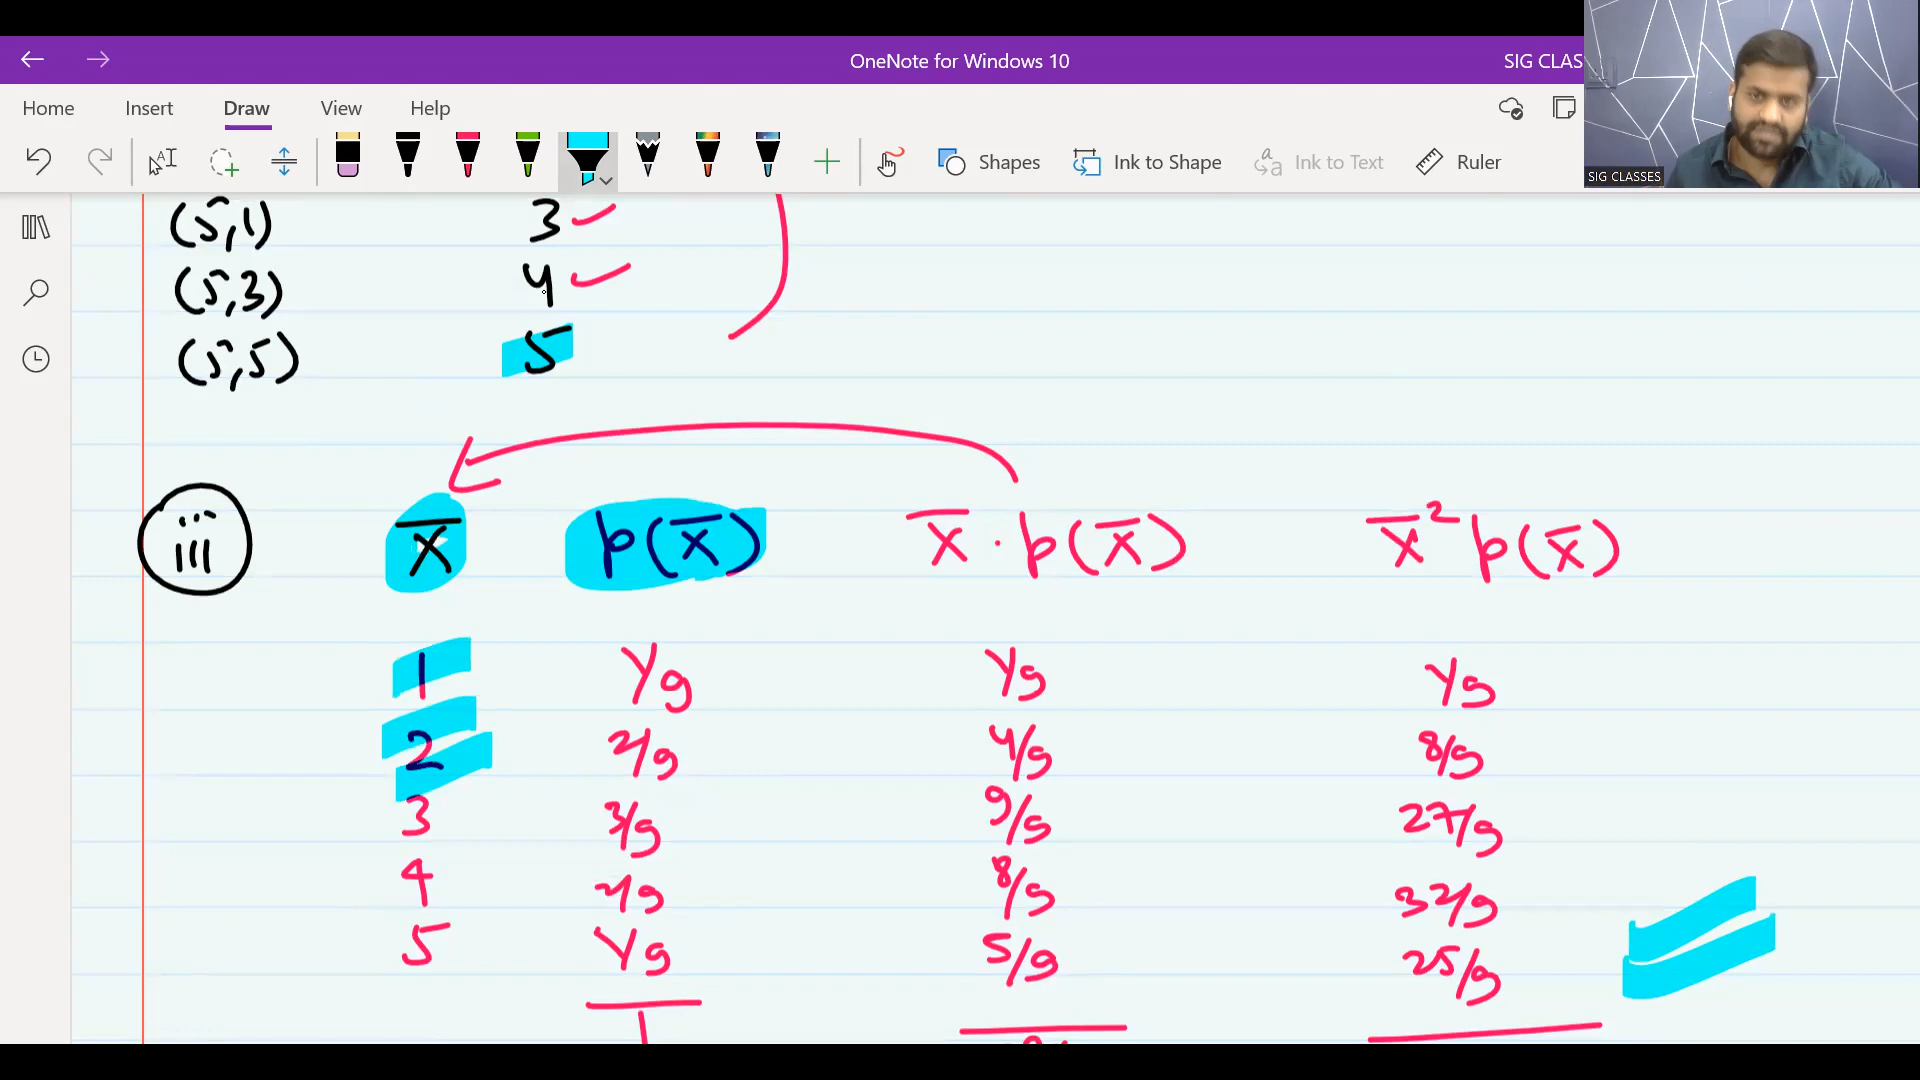 OneNote for Windows 10 SIG CLAS
Home Insert Draw View Help
Shapes Ink to Shape Ink to Text Ruler
SIG CLASSES
(5,1) 3
(5,3) 4
(5,5) 5
iii x̄ p(x̄) x̄ · p(x̄) x̄² p(x̄)
1 1/9 1/9 1/9
2 2/9 4/9 8/9
3 3/9 9/9 27/9
4 2/9 8/9 32/9
5 1/9 5/9 25/9